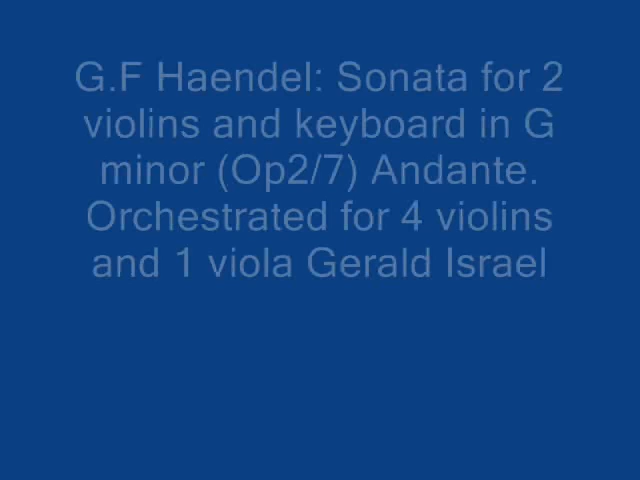 G.F Haendel: Sonata for 2
violins and keyboard in G
minor (Op2/7) Andante.
Orchestrated for 4 violins
and 1 viola Gerald Israel